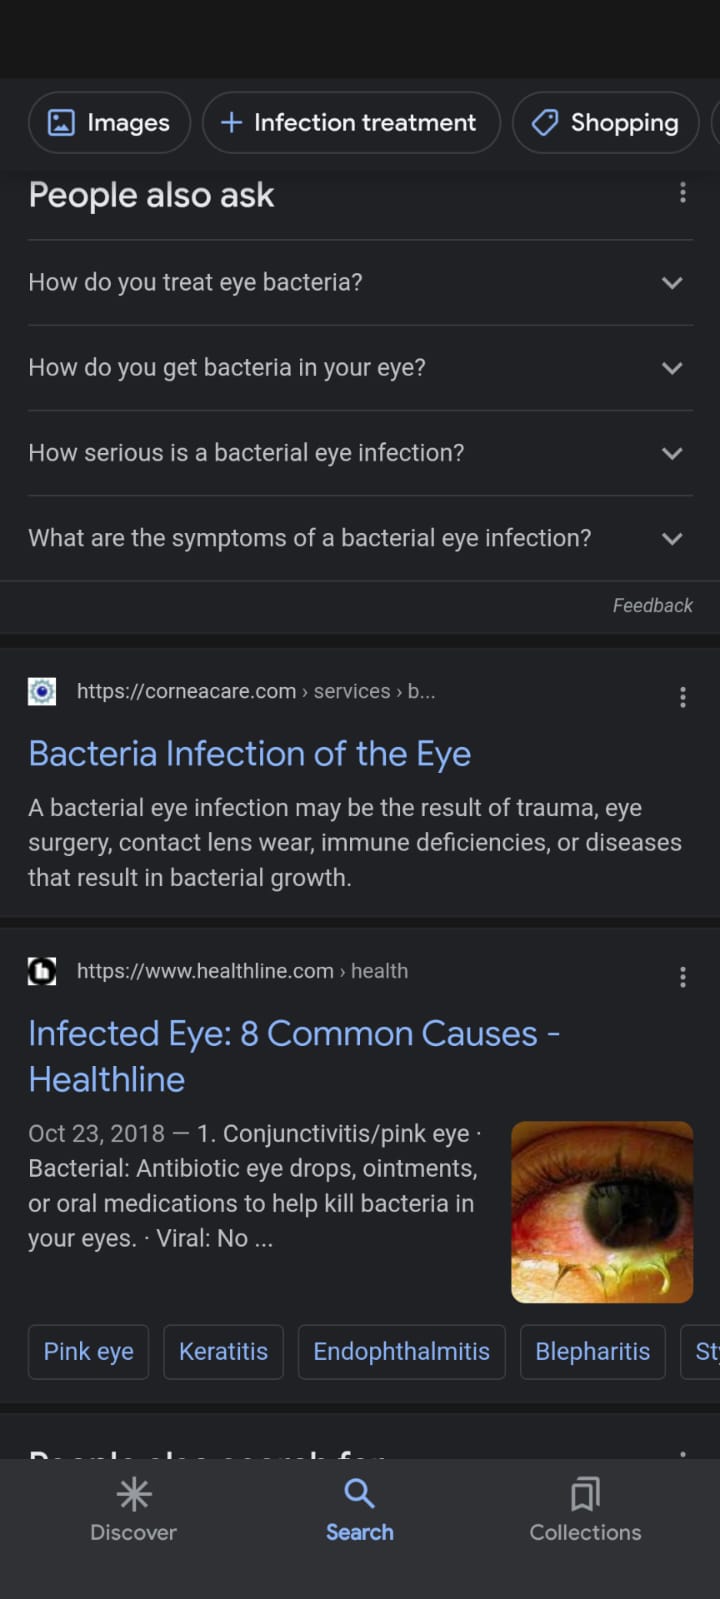 Images
Infection treatment
Shopping
People also ask
How do you treat eye bacteria?
How do you get bacteria in your eye?
How serious is a bacterial eye infection?
What are the symptoms of a bacterial eye infection?
Feedback
https://corneacare.com › services › b...
Bacteria Infection of the Eye
A bacterial eye infection may be the result of trauma, eye
surgery, contact lens wear, immune deficiencies, or diseases
that result in bacterial growth.
https://www.healthline.com › health
Infected Eye: 8 Common Causes -
Healthline
Oct 23, 2018 — 1. Conjunctivitis/pink eye ·
Bacterial: Antibiotic eye drops, ointments,
or oral medications to help kill bacteria in
your eyes. · Viral: No ...
Pink eye
Keratitis
Endophthalmitis
Blepharitis
People also search for
Discover
Search
Collections